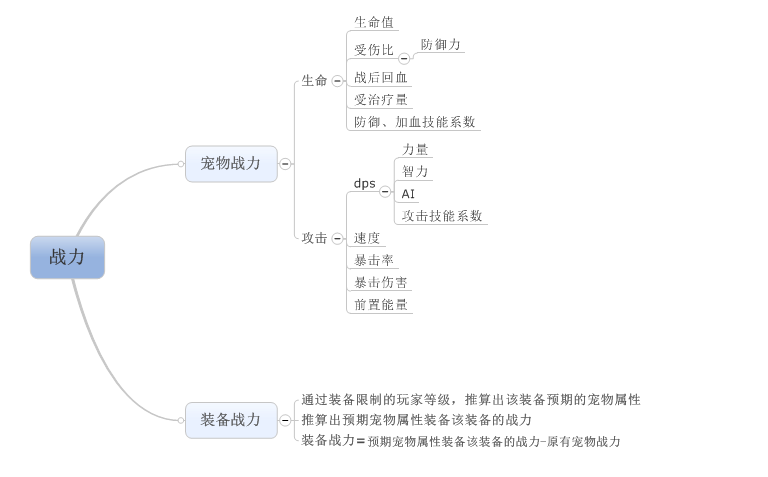 生命值
受伤比
防御力
战后回血
受治疗量
防御、加血技能系数
生命
宠物战力
力量
智力
dps
AI
攻击技能系数
攻击
速度
暴击率
暴击伤害
前置能量
战力
通过装备限制的玩家等级，推算出该装备预期的宠物属性
装备战力
推算出预期宠物属性装备该装备的战力
装备战力=预期宠物属性装备该装备的战力-原有宠物战力